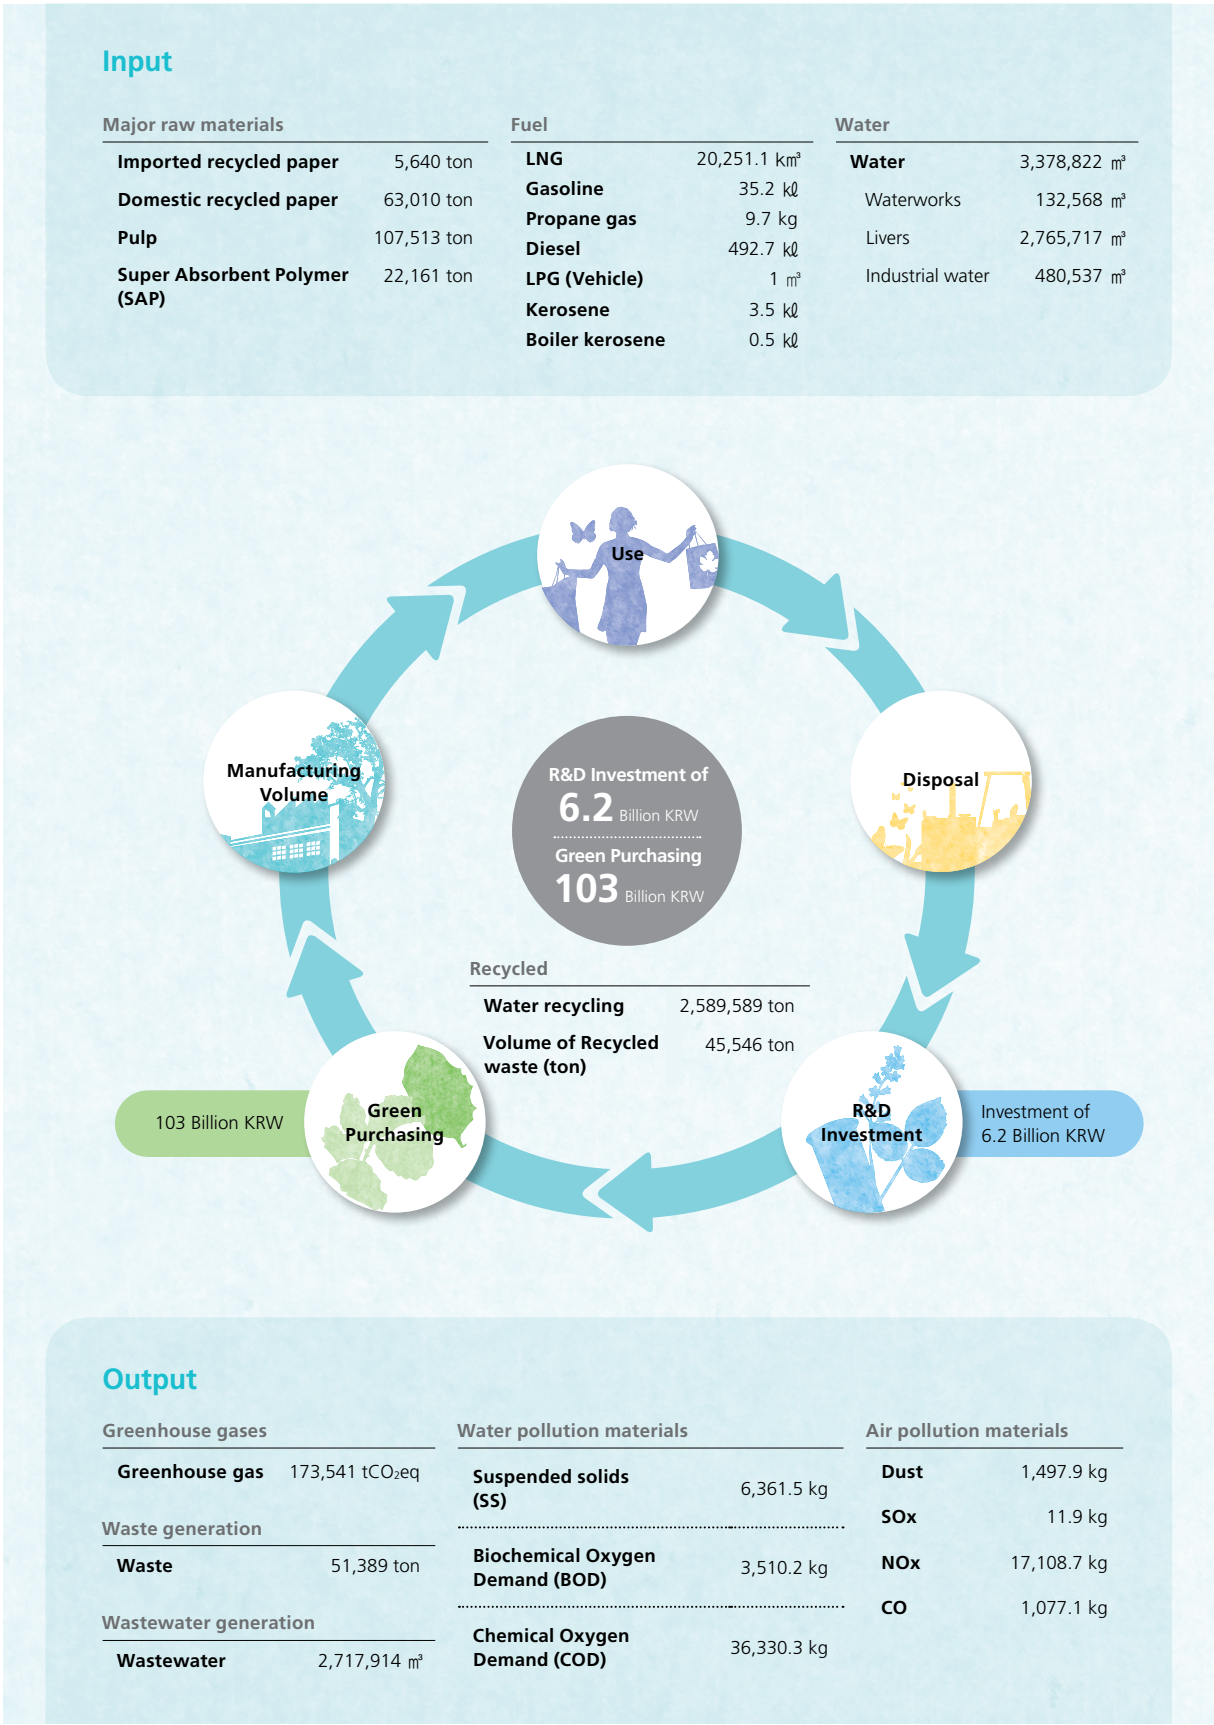 Input
Major raw materials
Imported recycled paper 5,640 ton
Domestic recycled paper 63,010 ton
Pulp 107,513 ton
Super Absorbent Polymer
(SAP) 22,161 ton
Fuel
LNG 20,251.1 k㎥
Gasoline 35.2 ㎘
Propane gas 9.7 kg
Diesel 492.7 ㎘
LPG (Vehicle) 1 ㎥
Kerosene 3.5 ㎘
Boiler kerosene 0.5 ㎘
Water
Water 3,378,822 ㎥
Waterworks 132,568 ㎥
Livers 2,765,717 ㎥
Industrial water 480,537 ㎥
Use
Manufacturing
Volume
Disposal
R&D Investment of
6.2 Billion KRW
Green Purchasing
103 Billion KRW
Recycled
Water recycling 2,589,589 ton
Volume of Recycled
waste (ton) 45,546 ton
103 Billion KRW
Green
Purchasing
R&D
Investment
Investment of
6.2 Billion KRW
Output
Greenhouse gases
Greenhouse gas 173,541 tCO₂eq
Waste generation
Waste 51,389 ton
Wastewater generation
Wastewater 2,717,914 ㎥
Water pollution materials
Suspended solids
(SS) 6,361.5 kg
Biochemical Oxygen
Demand (BOD) 3,510.2 kg
Chemical Oxygen
Demand (COD) 36,330.3 kg
Air pollution materials
Dust 1,497.9 kg
SOx 11.9 kg
NOx 17,108.7 kg
CO 1,077.1 kg